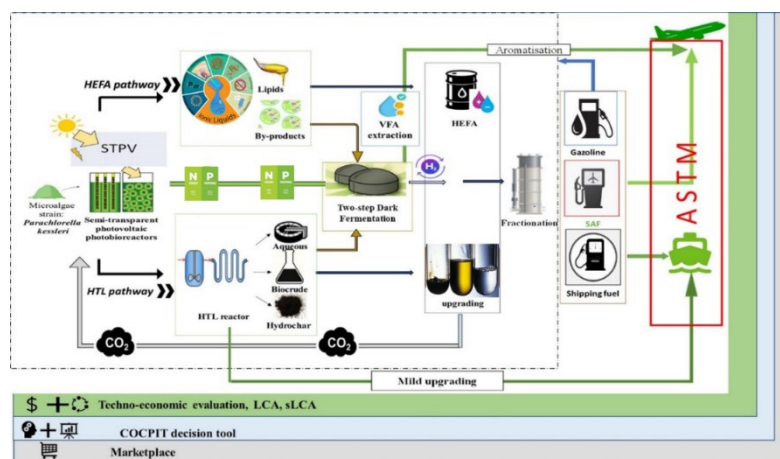 Aromatisation
HEFA pathway
Lipids
By-products
Ionic Liquids
VFA
extraction
HEFA
Gazoline
STPV
N
P
N
P
H₂
Two-step Dark
Fermentation
Fractionation
SAF
ASTM
Microalgae
strain:
Parachlorella
kessleri
Semi-transparent
photovoltaic
photobioreactors
HTL pathway
HTL reactor
Aqueous
Biocrude
Hydrochar
upgrading
Shipping fuel
CO₂
CO₂
Mild upgrading
$ Techno-economic evaluation, LCA, sLCA
COCPIT decision tool
Marketplace